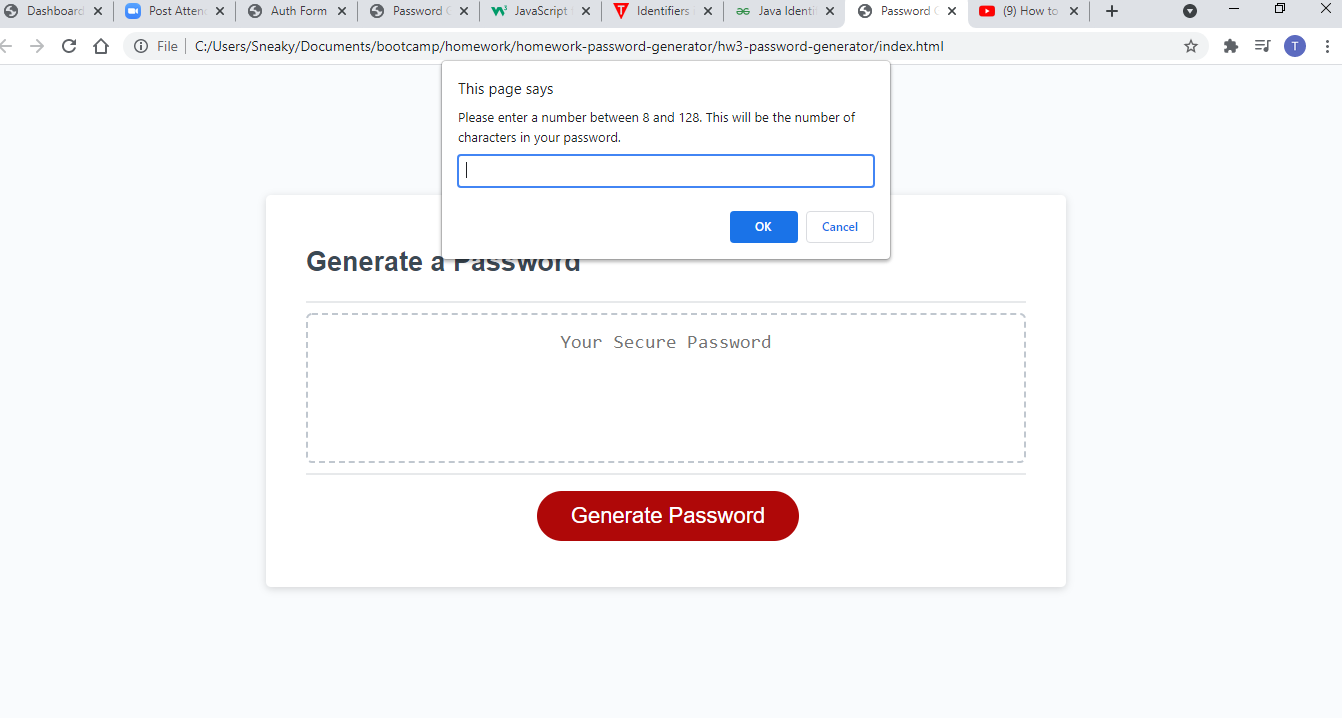 Dashboard
Post Atten
Auth Form
Password G
JavaScript
Identifiers
Java Identi
Password G
(9) How to
File
C:/Users/Sneaky/Documents/bootcamp/homework/homework-password-generator/hw3-password-generator/index.html
T
This page says
Please enter a number between 8 and 128. This will be the number of
characters in your password.
OK
Cancel
Generate a Password
Your Secure Password
Generate Password